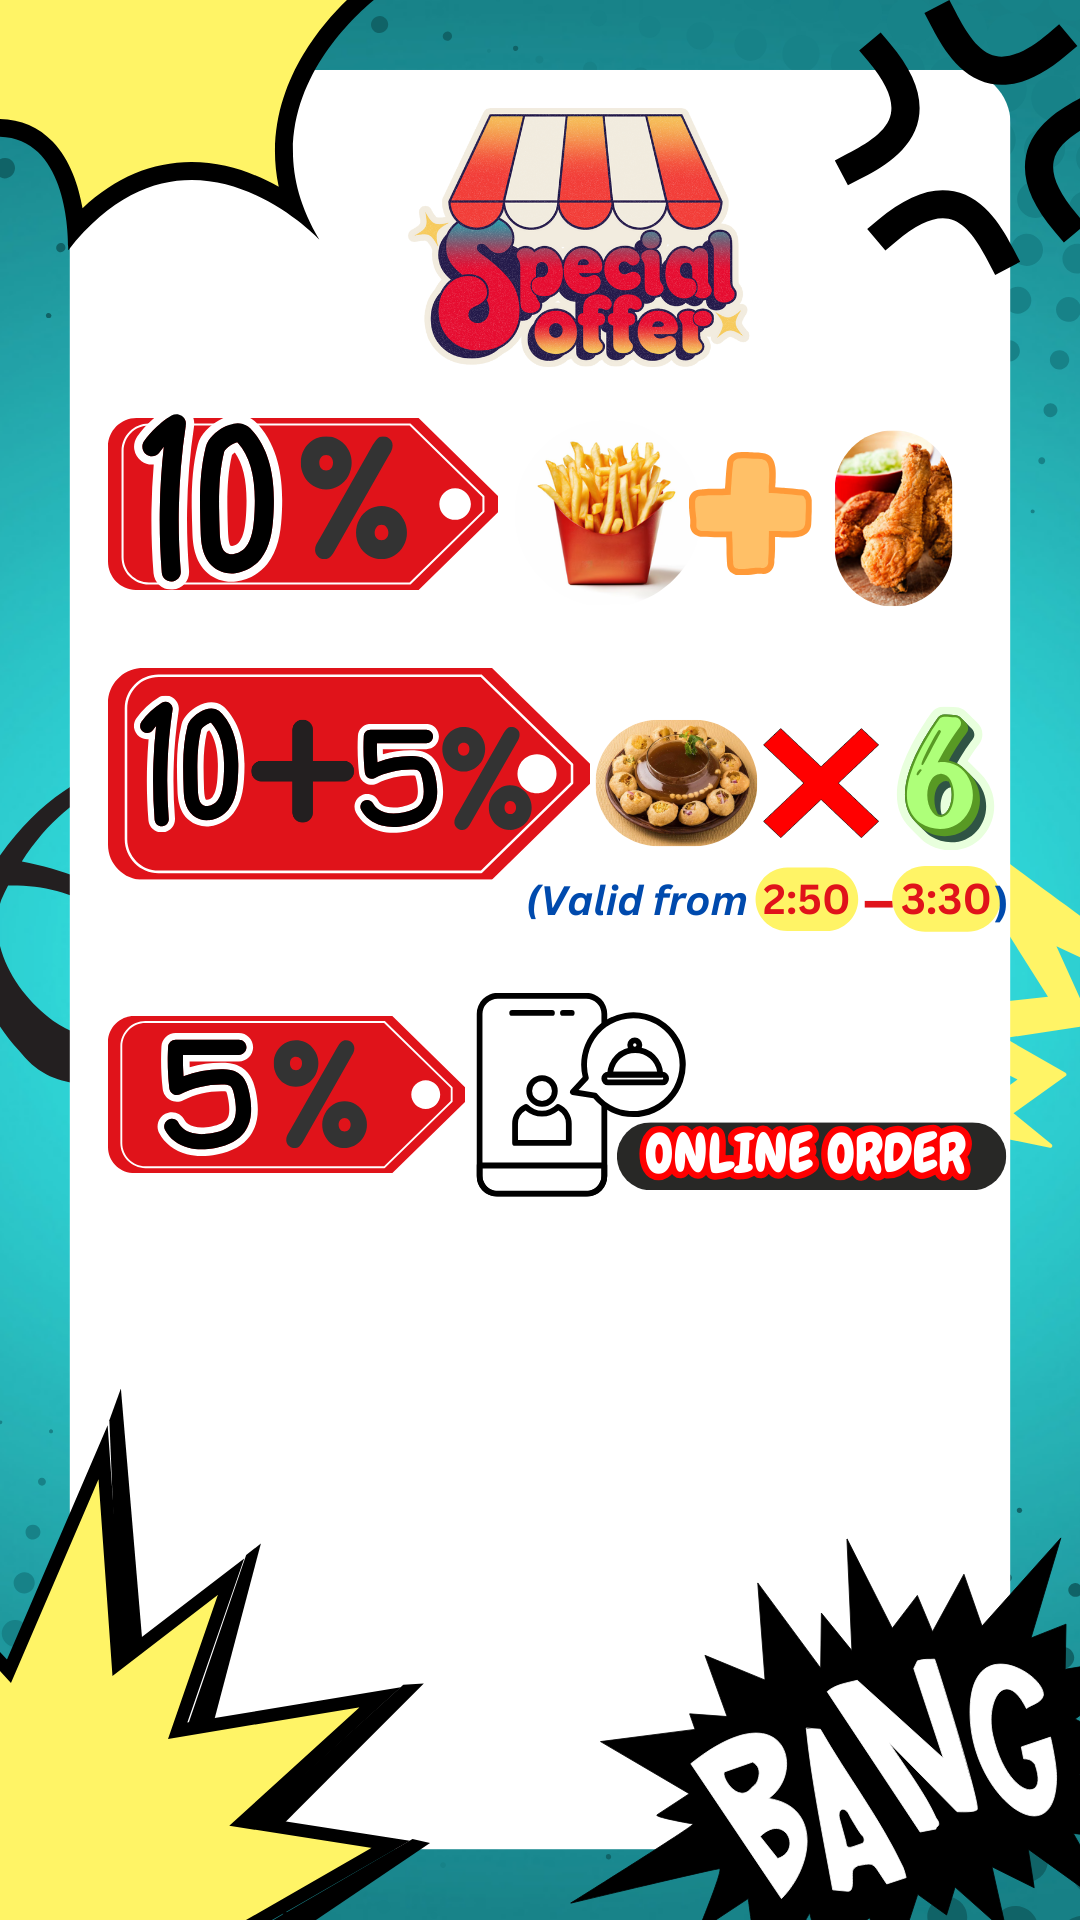 Special
offer
10%
10+5% 6
(Valid from 2:50 – 3:30)
5%
ONLINE ORDER
BANG